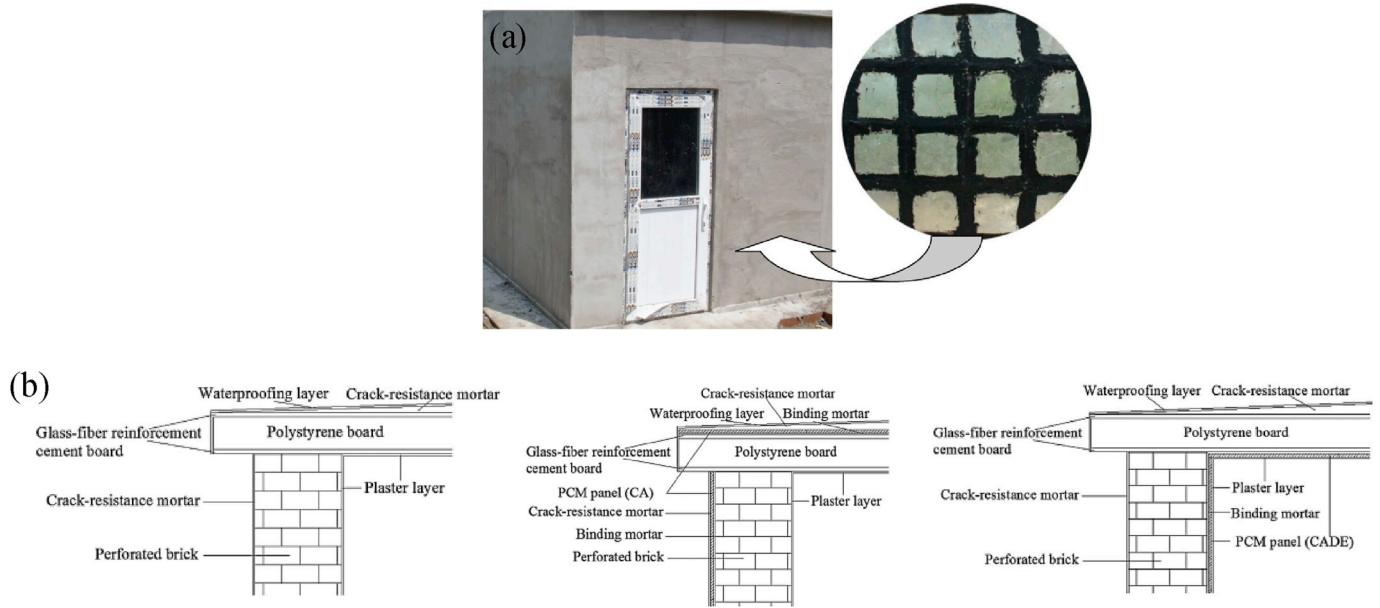 (a)
(b)
Waterproofing layer
Crack-resistance mortar
Glass-fiber reinforcement
cement board
Polystyrene board
Crack-resistance mortar
Plaster layer
Perforated brick
Crack-resistance mortar
Waterproofing layer
Binding mortar
Glass-fiber reinforcement
cement board
Polystyrene board
PCM panel (CA)
Crack-resistance mortar
Plaster layer
Binding mortar
Perforated brick
Waterproofing layer
Crack-resistance mortar
Glass-fiber reinforcement
cement board
Polystyrene board
Crack-resistance mortar
Plaster layer
Binding mortar
Perforated brick
PCM panel (CADE)